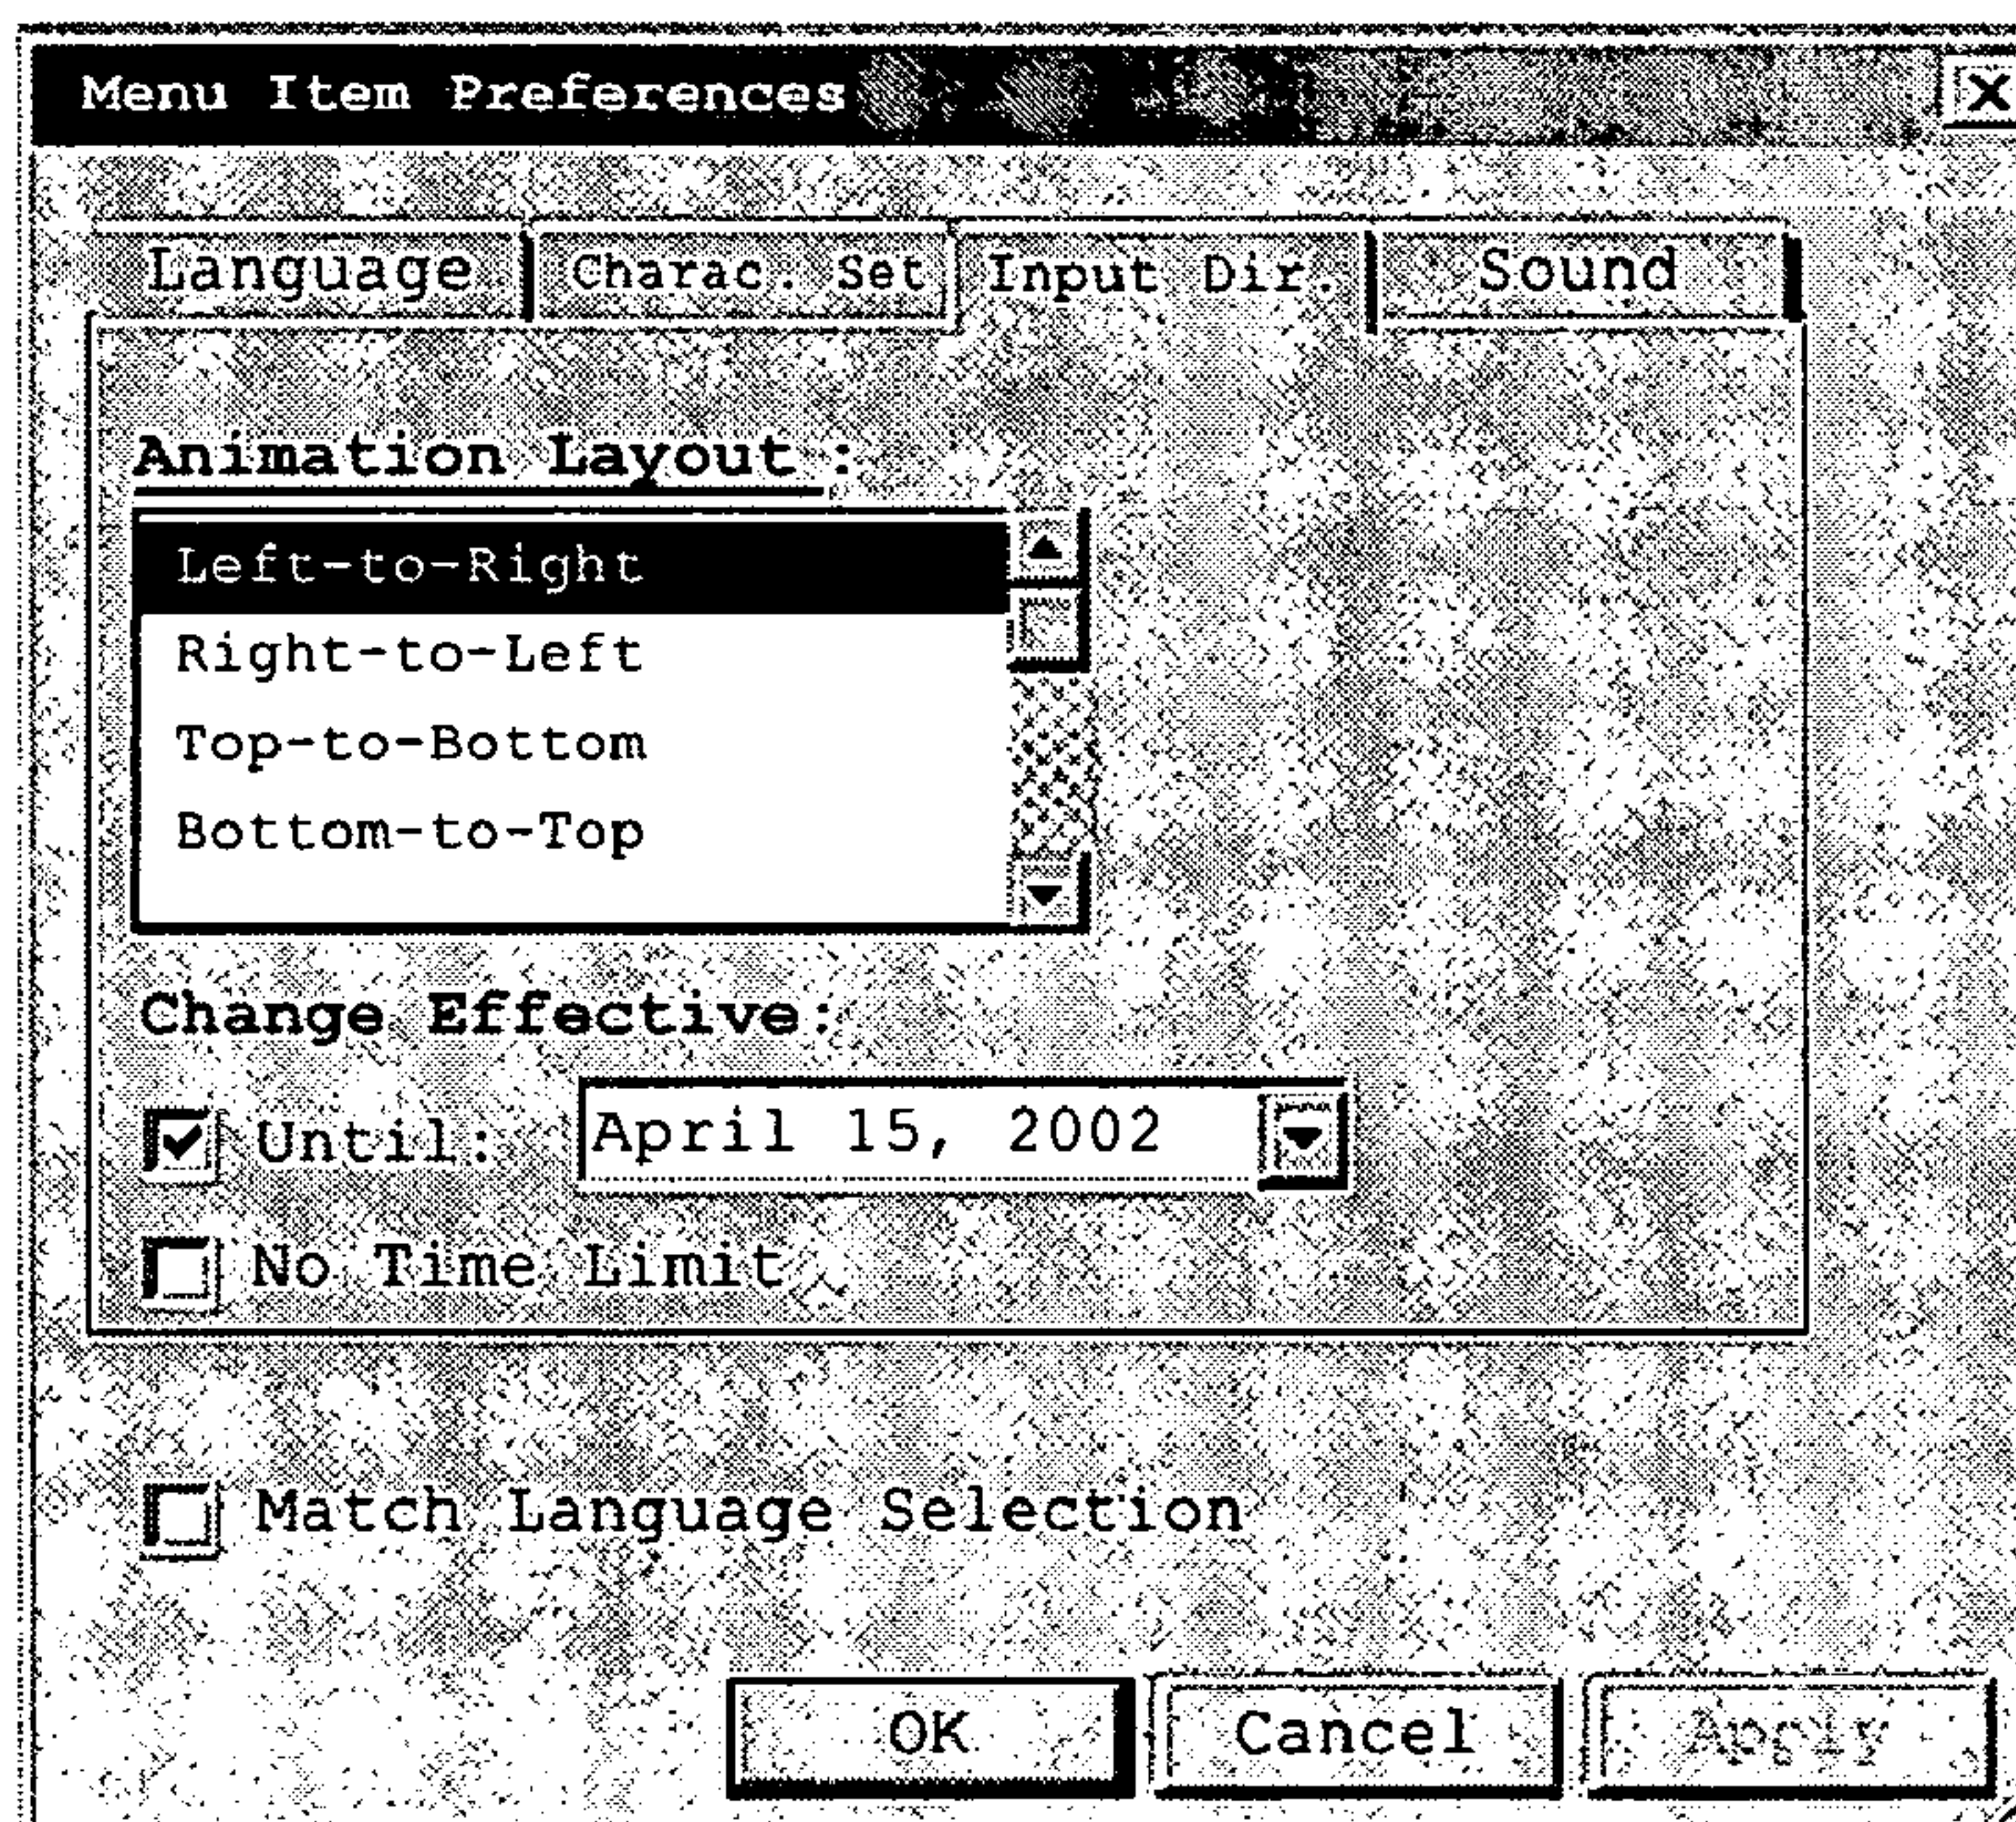 Menu Item Preferences X
Language Charac. Set Input Dir. Sound
Animation Layout :
Left-to-Right
Right-to-Left
Top-to-Bottom
Bottom-to-Top
Change Effective:
Until: April 15, 2002
No Time Limit
Match Language Selection
OK Cancel Apply